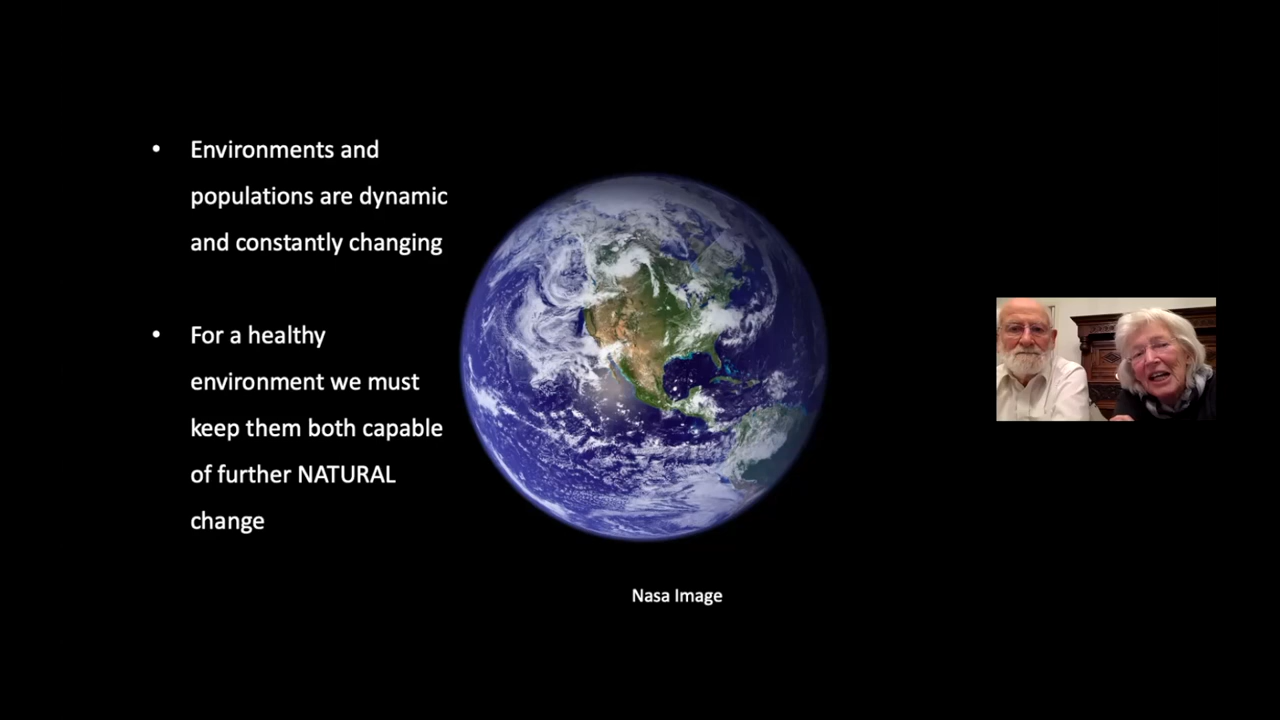 • Environments and
populations are dynamic
and constantly changing
• For a healthy
environment we must
keep them both capable
of further NATURAL
change
Nasa Image